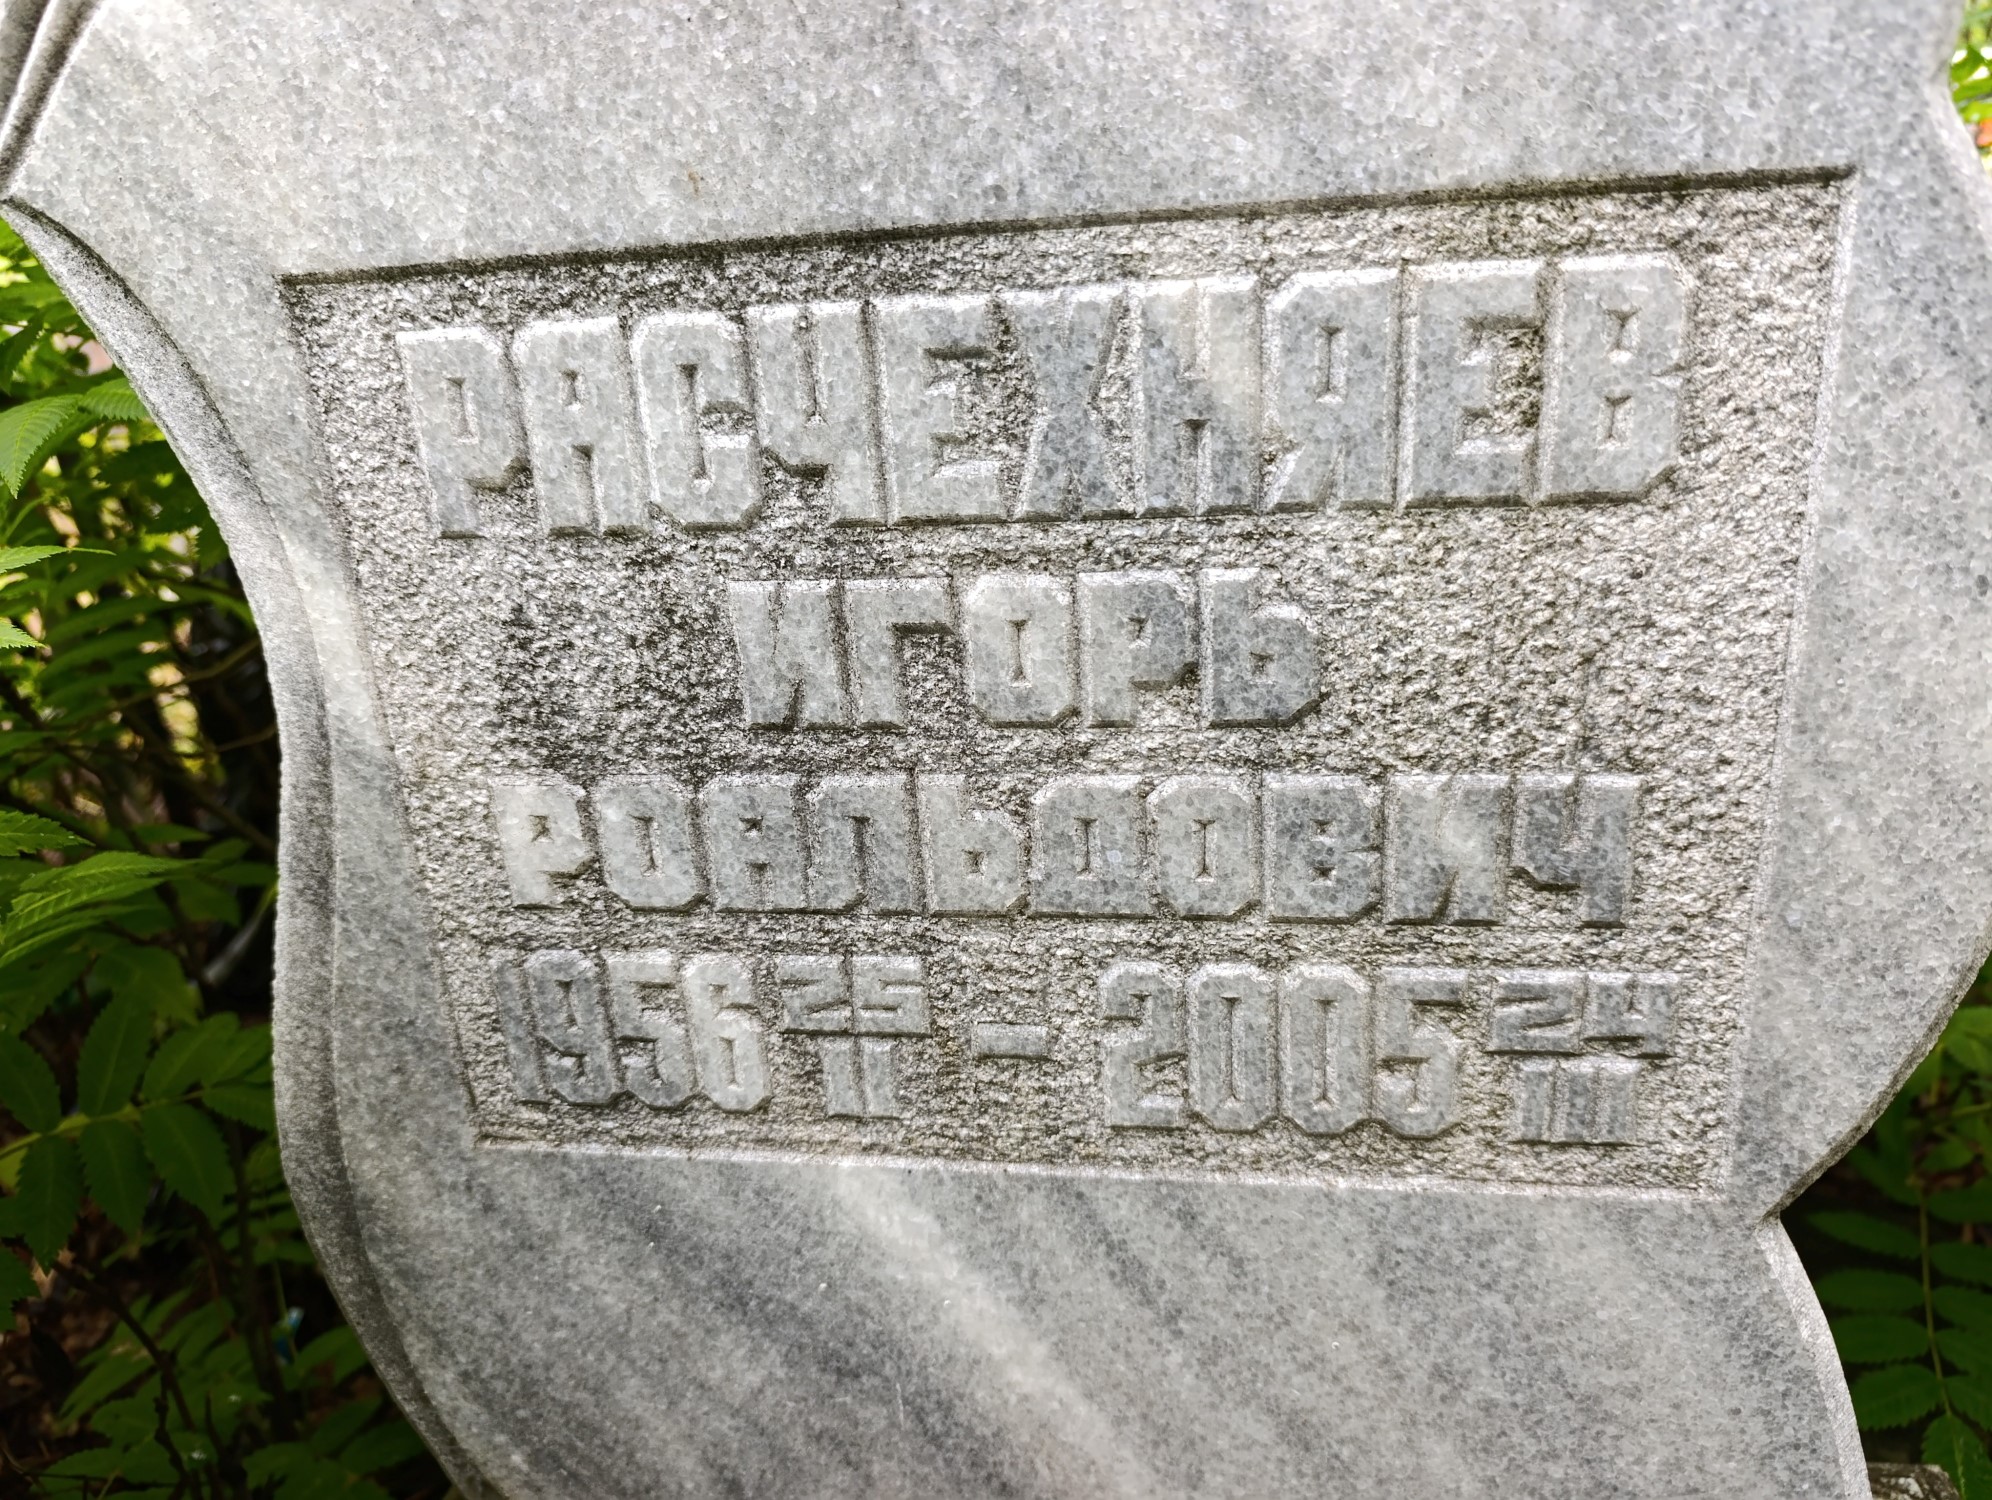 РАСЧЕХНЯЕВ
ИГОРЬ
РОАЛЬДОВИЧ
1956 25/II – 2005 24/III